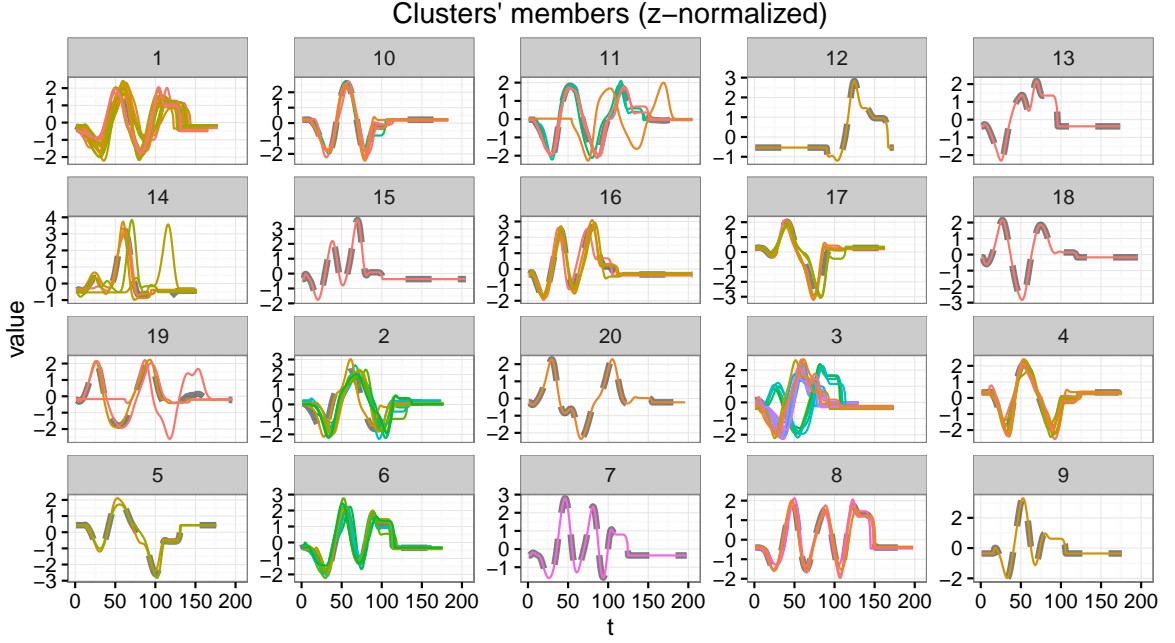 Clusters' members (z−normalized)
1 10 11 12 13
2 1 0 −1 −2
2 1 0 −1 −2
2 1 0 −1 −2
3 2 1 0 −1
2 1 0 −1 −2
14 15 16 17 18
4 3 2 1 0 −1
3 2 1 0 −1 −2
3 2 1 0 −1 −2
2 1 0 −1 −2 −3
2 1 0 −1 −2 −3
value
19 2 20 3 4
2 1 0 −1 −2
3 2 1 0 −1 −2
2 1 0 −1 −2
2 1 0 −1 −2
2 1 0 −1 −2
5 6 7 8 9
2 1 0 −1 −2 −3
3 2 1 0 −1 −2
3 2 1 0 −1
2 1 0 −1 −2
2 0 −2
0 50 100 150 200 0 50 100 150 200 0 50 100 150 200 0 50 100 150 200 0 50 100 150 200
t